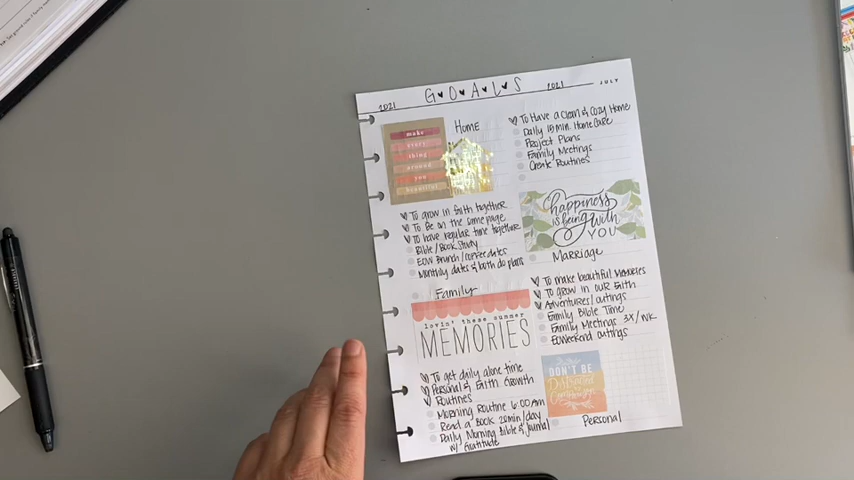 2021 G♥O♥A♥L♥S 2021 JULY
make
every
thing
around
you
beautiful
Home
To Have a clean & Cozy Home
Daily 10 min. Home Care
Project Plans
Family Meetings
Create Routines
To grow in faith together
To Be on the same page
To have regular time together
Bible/Book Study
EOW Brunch/coffee dates
Monthly dates & both do plans
happiness
is being
with
YOU
Marriage
Family
lovin' these summer
MEMORIES
To make beautiful Memories
To grow in OUR Faith
Adventures/outings
Family Bible Time
Family Meetings 3x/wk
EOWeekend outings
To get daily alone time
Personal & Faith Growth
Routines
Morning Routine 6:00AM
Read a Book 20min/day
Daily Morning Bible & Journal
w/ Gratitude
DON'T BE
Distracted
by
Comparison
Personal